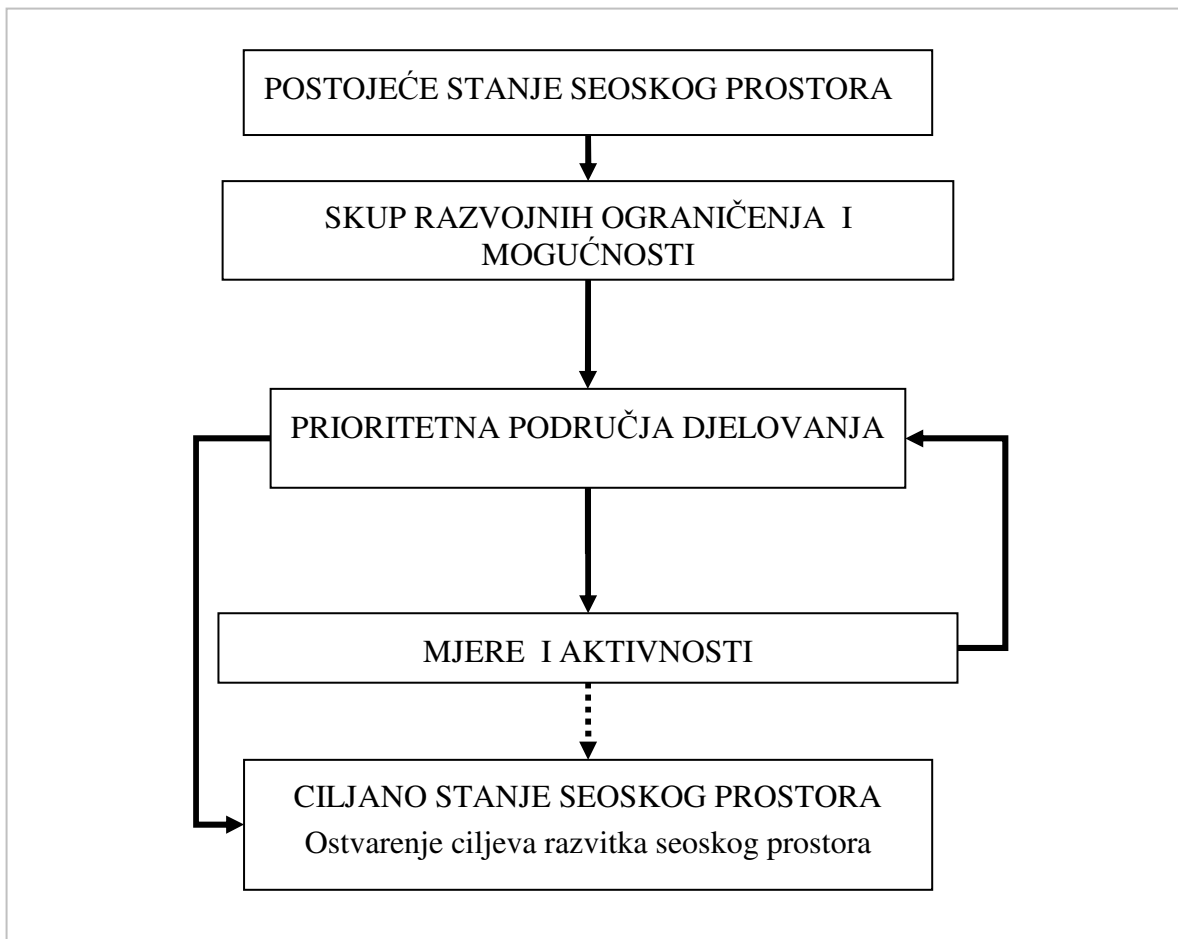 POSTOJEĆE STANJE SEOSKOG PROSTORA
SKUP RAZVOJNIH OGRANIČENJA I
MOGUĆNOSTI
PRIORITETNA PODRUČJA DJELOVANJA
MJERE I AKTIVNOSTI
CILJANO STANJE SEOSKOG PROSTORA
Ostvarenje ciljeva razvitka seoskog prostora